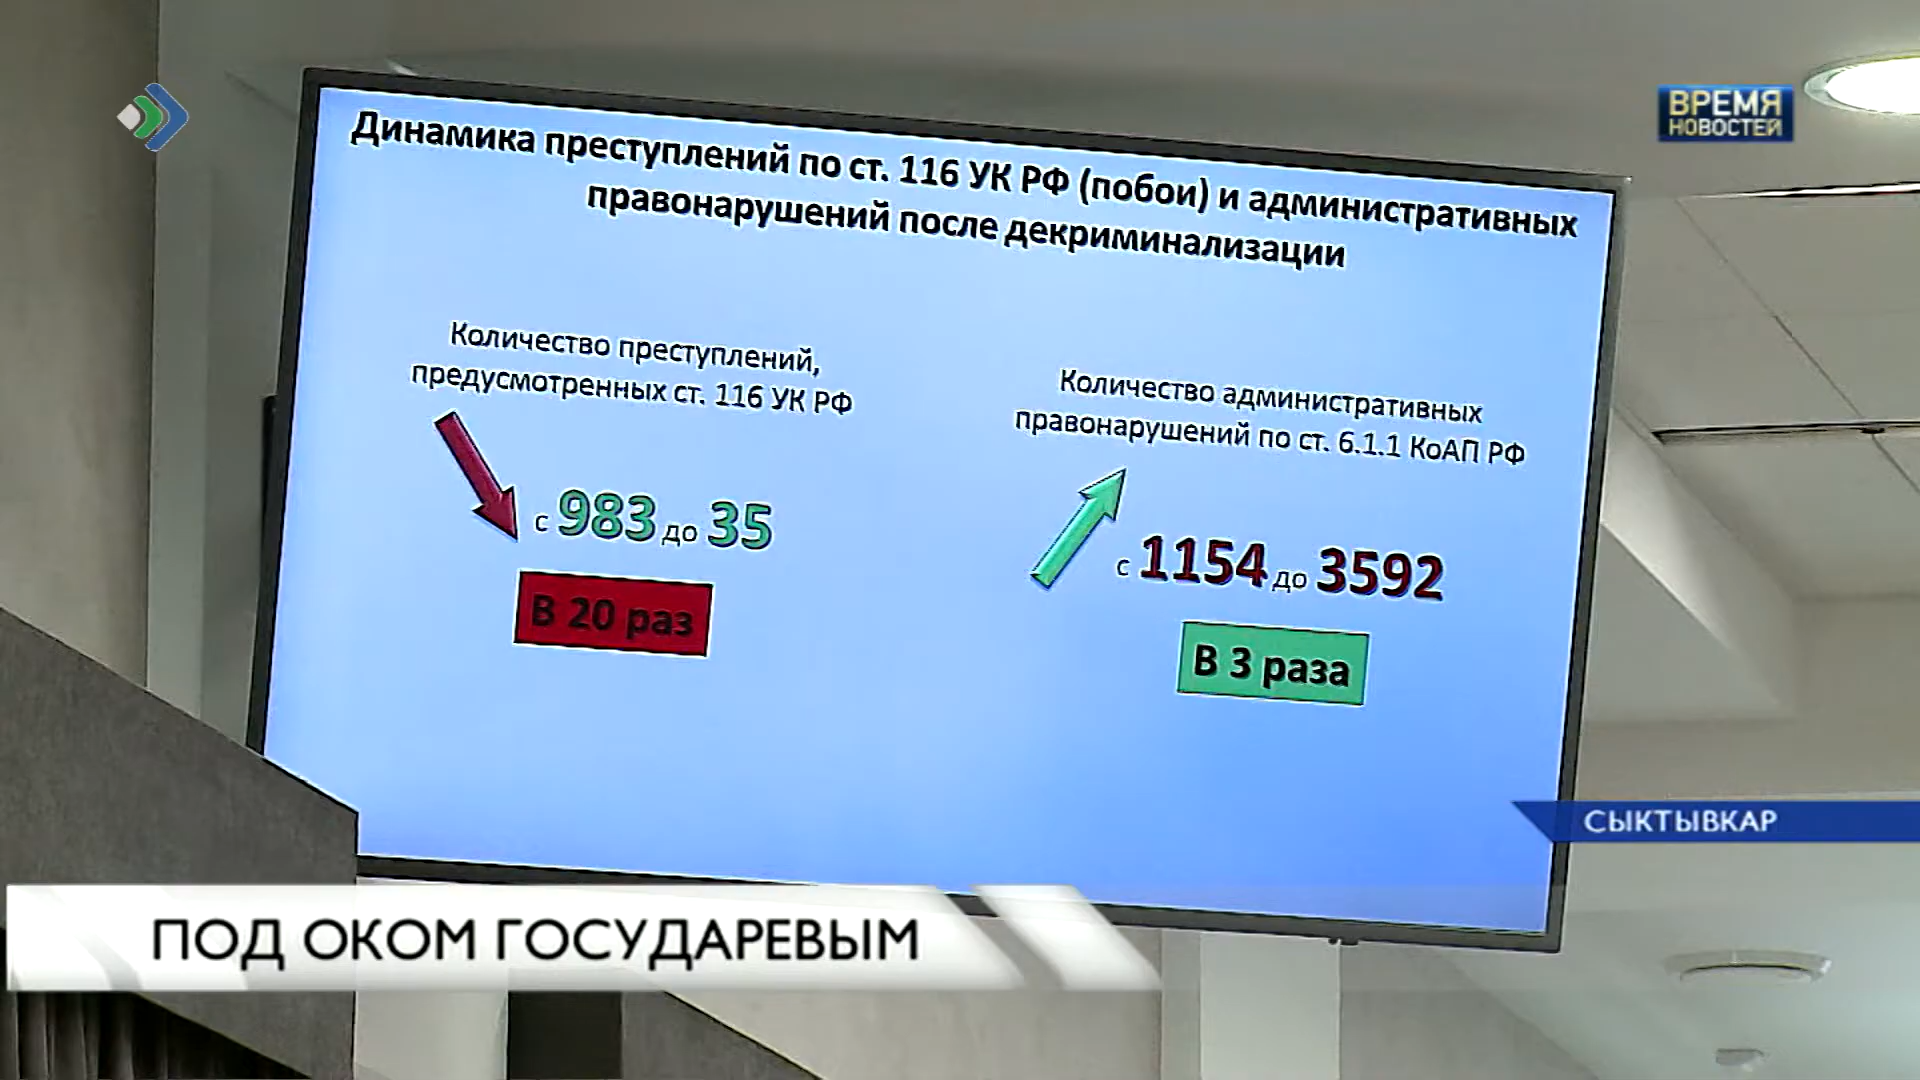 ВРЕМЯ
НОВОСТЕЙ
Динамика преступлений по ст. 116 УК РФ (побои) и административных
правонарушений после декриминализации
Количество преступлений,
предусмотренных ст. 116 УК РФ
с 983 до 35
В 20 раз
Количество административных
правонарушений по ст. 6.1.1 КоАП РФ
с 1154 до 3592
В 3 раза
СЫКТЫВКАР
ПОД ОКОМ ГОСУДАРЕВЫМ